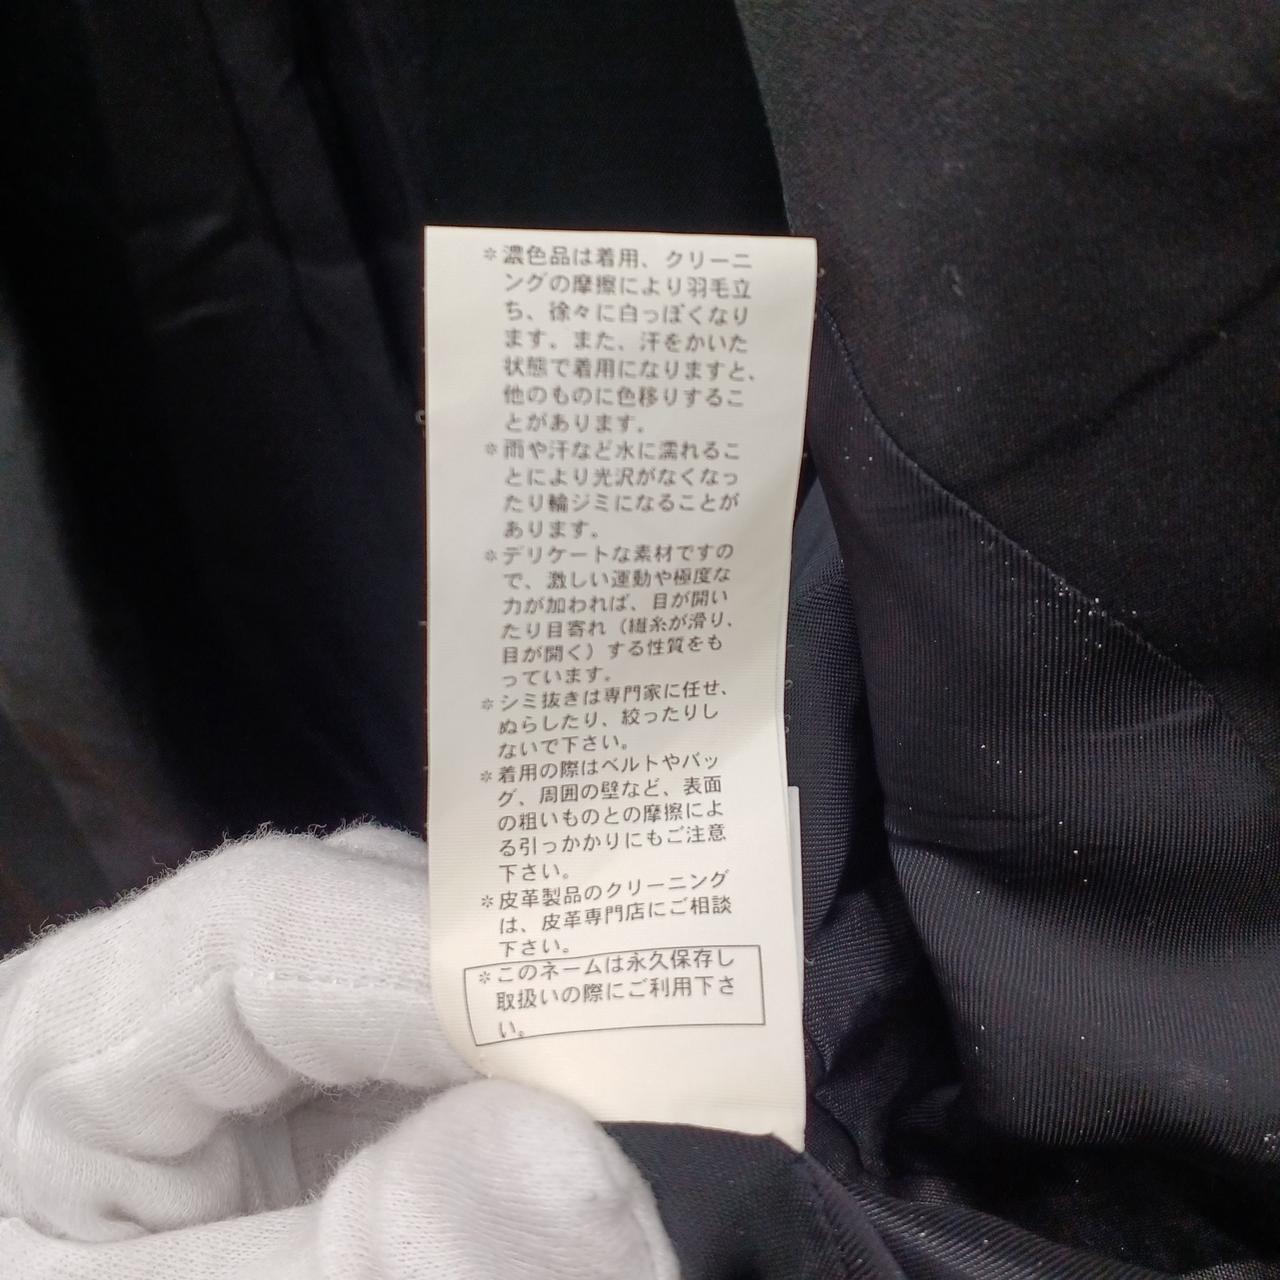 ※濃色品は着用、クリーニ
ングの摩擦により羽毛立
ち、徐々に白っぽくなり
ます。また、汗をかいた
状態で着用になりますと、
他のものに色移りするこ
とがあります。
※雨や汗など水に濡れるこ
とにより光沢がなくなっ
たり輪ジミになることが
あります。
※デリケートな素材ですの
で、激しい運動や極度な
力が加われば、目が開い
たり目寄れ（繊糸が滑り、
目が開く）する性質をも
っています。
※シミ抜きは専門家に任せ、
ぬらしたり、絞ったりし
ないで下さい。
※着用の際はベルトやバッ
グ、周囲の壁など、表面
の粗いものとの摩擦によ
る引っかかりにもご注意
下さい。
※皮革製品のクリーニング
は、皮革専門店にご相談
下さい。
※このネームは永久保存し
取扱いの際にご利用下さ
い。